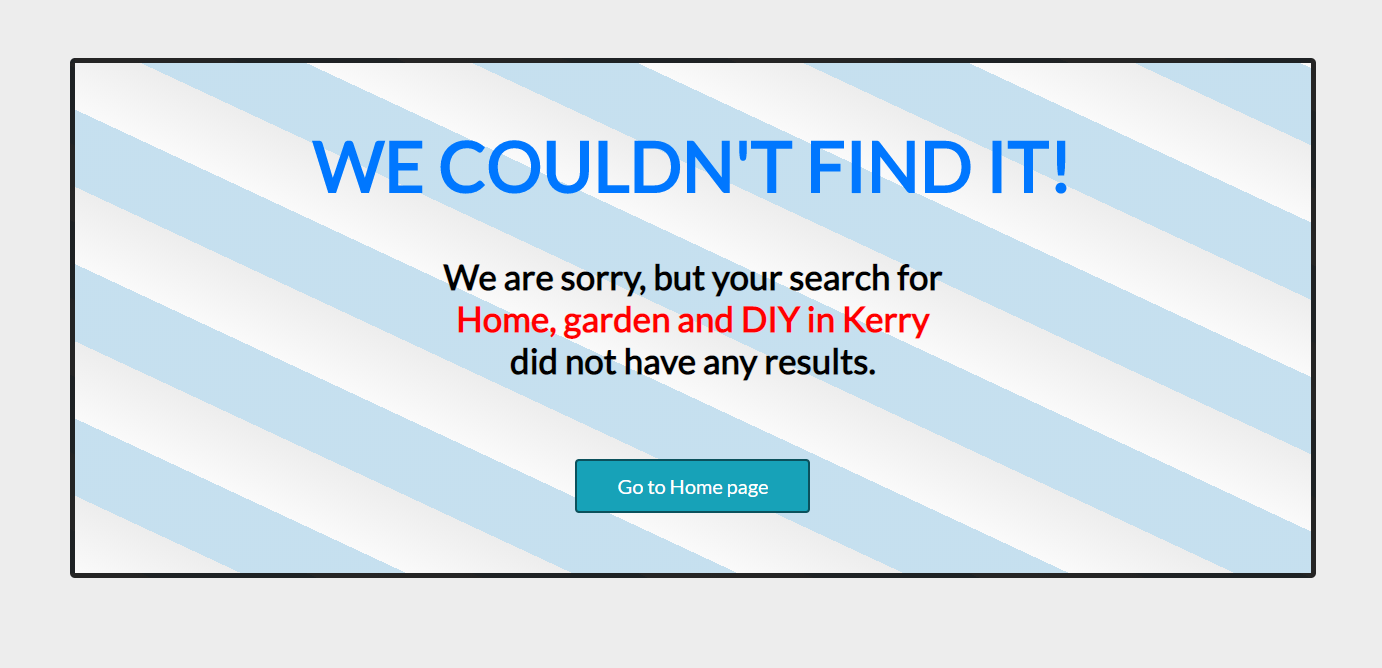 WE COULDN'T FIND IT!
We are sorry, but your search for
Home, garden and DIY in Kerry
did not have any results.
Go to Home page